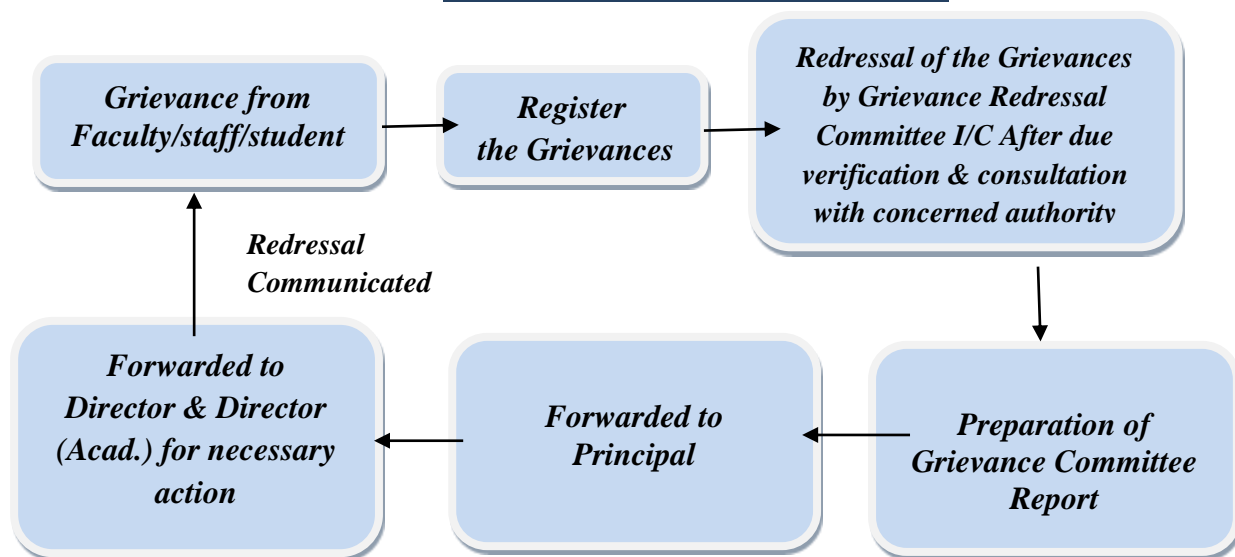 Grievance from
Faculty/staff/student
Register
the Grievances
Redressal of the Grievances
by Grievance Redressal
Committee I/C After due
verification & consultation
with concerned authority
Preparation of
Grievance Committee
Report
Forwarded to
Principal
Forwarded to
Director & Director
(Acad.) for necessary
action
Redressal
Communicated